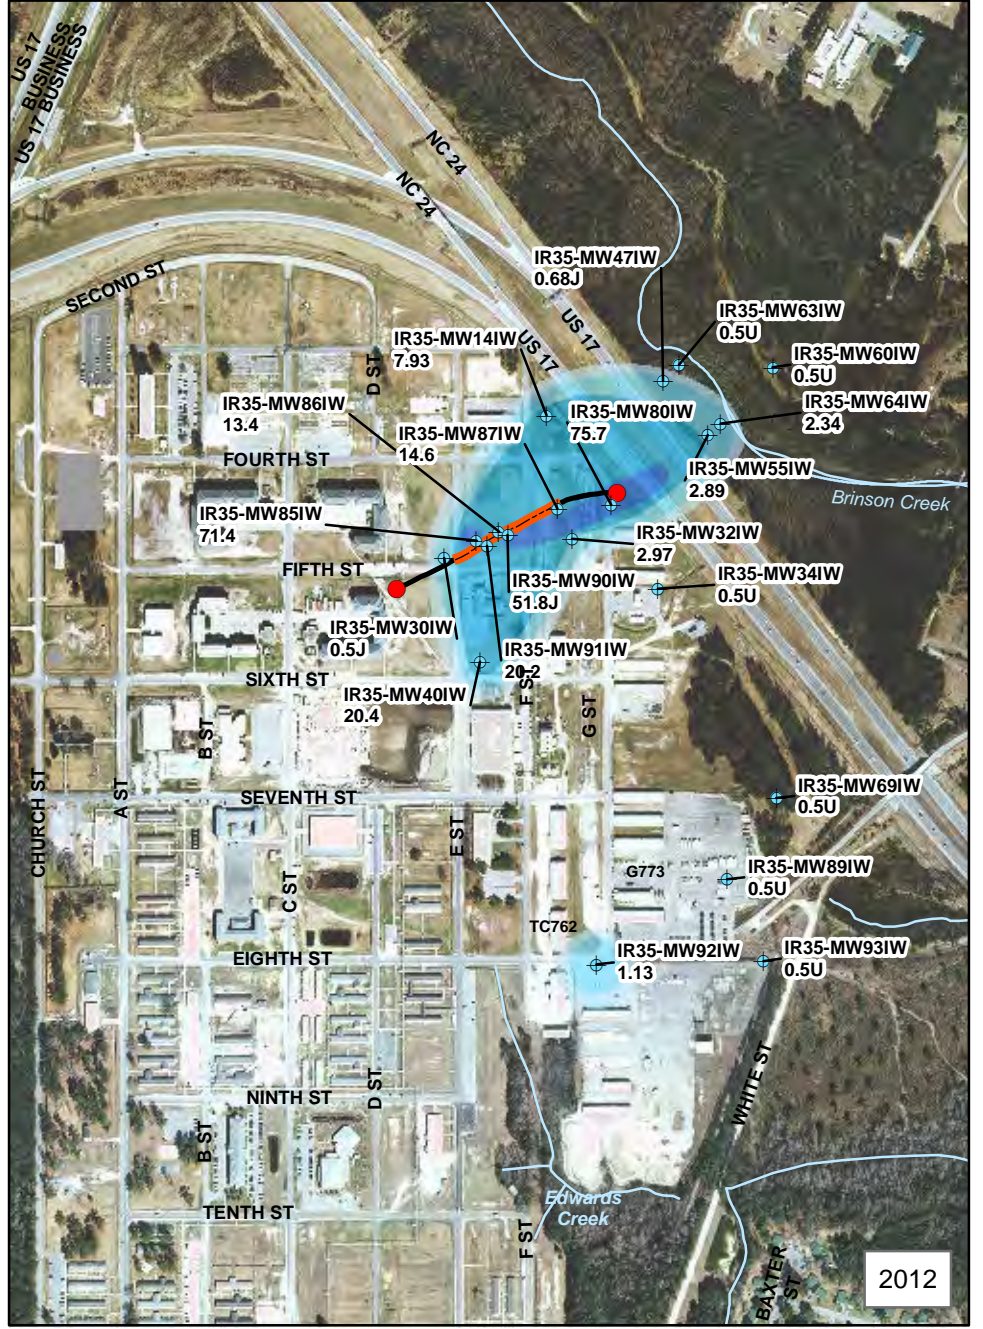 US 17
BUSINESS
US 17 BUSINESS
NC 24
NC 24
SECOND ST
IR35-MW47IW
0.68J
US 17
US 17
IR35-MW63IW
0.5U
IR35-MW14IW
7.93
IR35-MW60IW
0.5U
D ST
IR35-MW86IW
13.4
IR35-MW80IW
75.7
IR35-MW64IW
2.34
IR35-MW87IW
14.6
FOURTH ST
IR35-MW55IW
2.89
Brinson Creek
IR35-MW85IW
71.4
IR35-MW32IW
2.97
FIFTH ST
IR35-MW90IW
51.8J
IR35-MW34IW
0.5U
IR35-MW30IW
0.5J
IR35-MW91IW
20.2
SIXTH ST
F ST
IR35-MW40IW
20.4
G ST
B ST
CHURCH ST
A ST
SEVENTH ST
IR35-MW69IW
0.5U
E ST
C ST
G773
IR35-MW89IW
0.5U
TC762
EIGHTH ST
IR35-MW92IW
1.13
IR35-MW93IW
0.5U
NINTH ST
D ST
WHITE ST
B ST
TENTH ST
Edwards
Creek
F ST
BAXTER
ST
2012